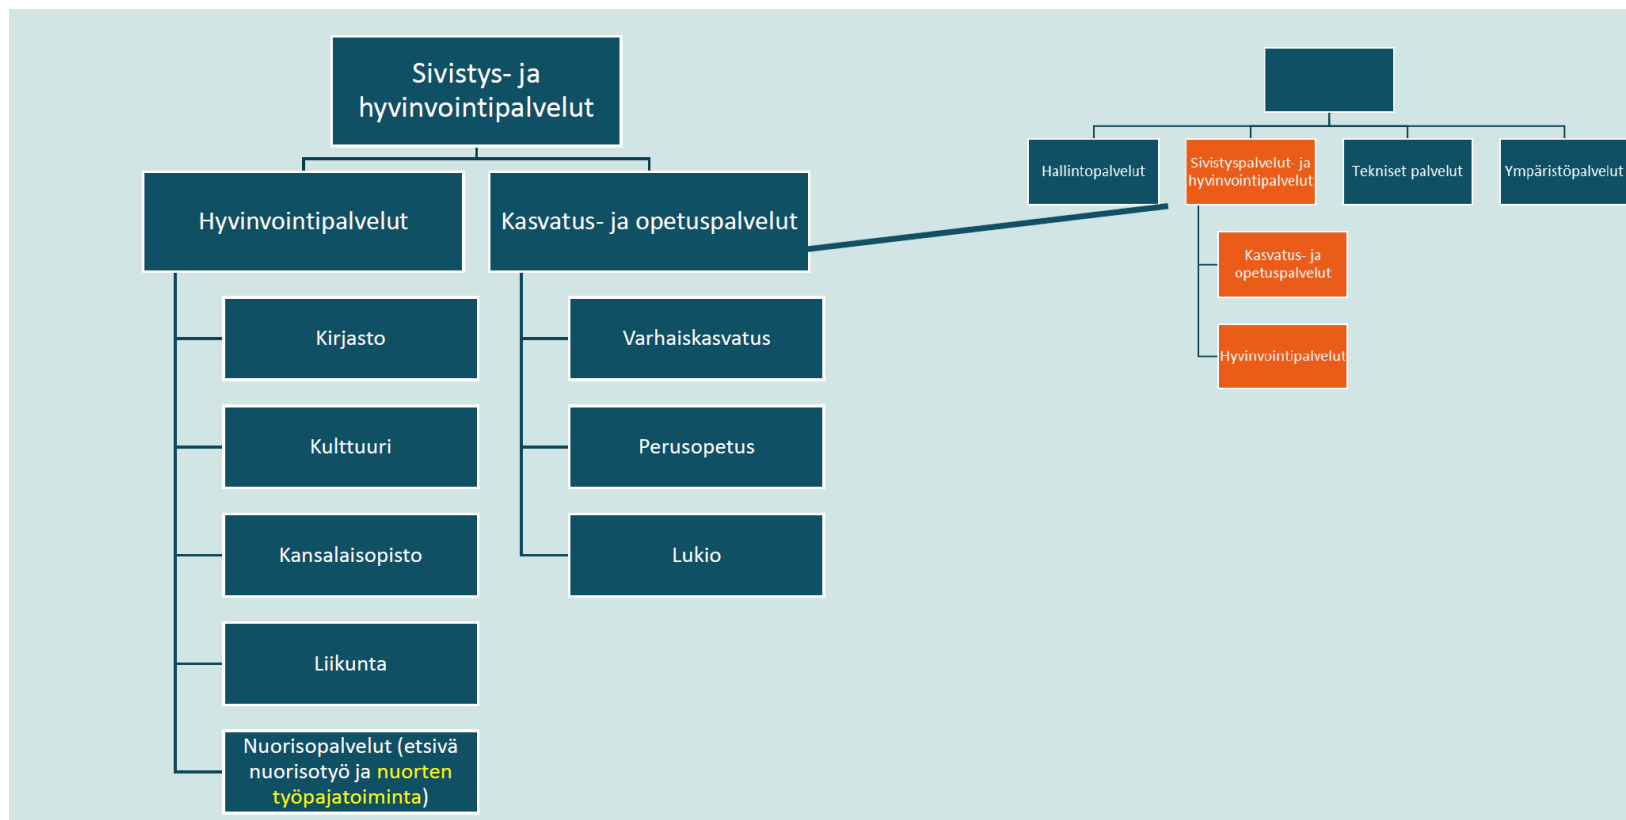 Sivistys- ja
hyvinvointipalvelut
Hyvinvointipalvelut
Kasvatus- ja opetuspalvelut
Kirjasto
Kulttuuri
Kansalaisopisto
Liikunta
Nuorisopalvelut (etsivä
nuorisotyö ja nuorten
työpajatoiminta)
Varhaiskasvatus
Perusopetus
Lukio
Hallintopalvelut
Sivistyspalvelut- ja
hyvinvointipalvelut
Tekniset palvelut
Ympäristöpalvelut
Kasvatus- ja
opetuspalvelut
Hyvinvointipalvelut